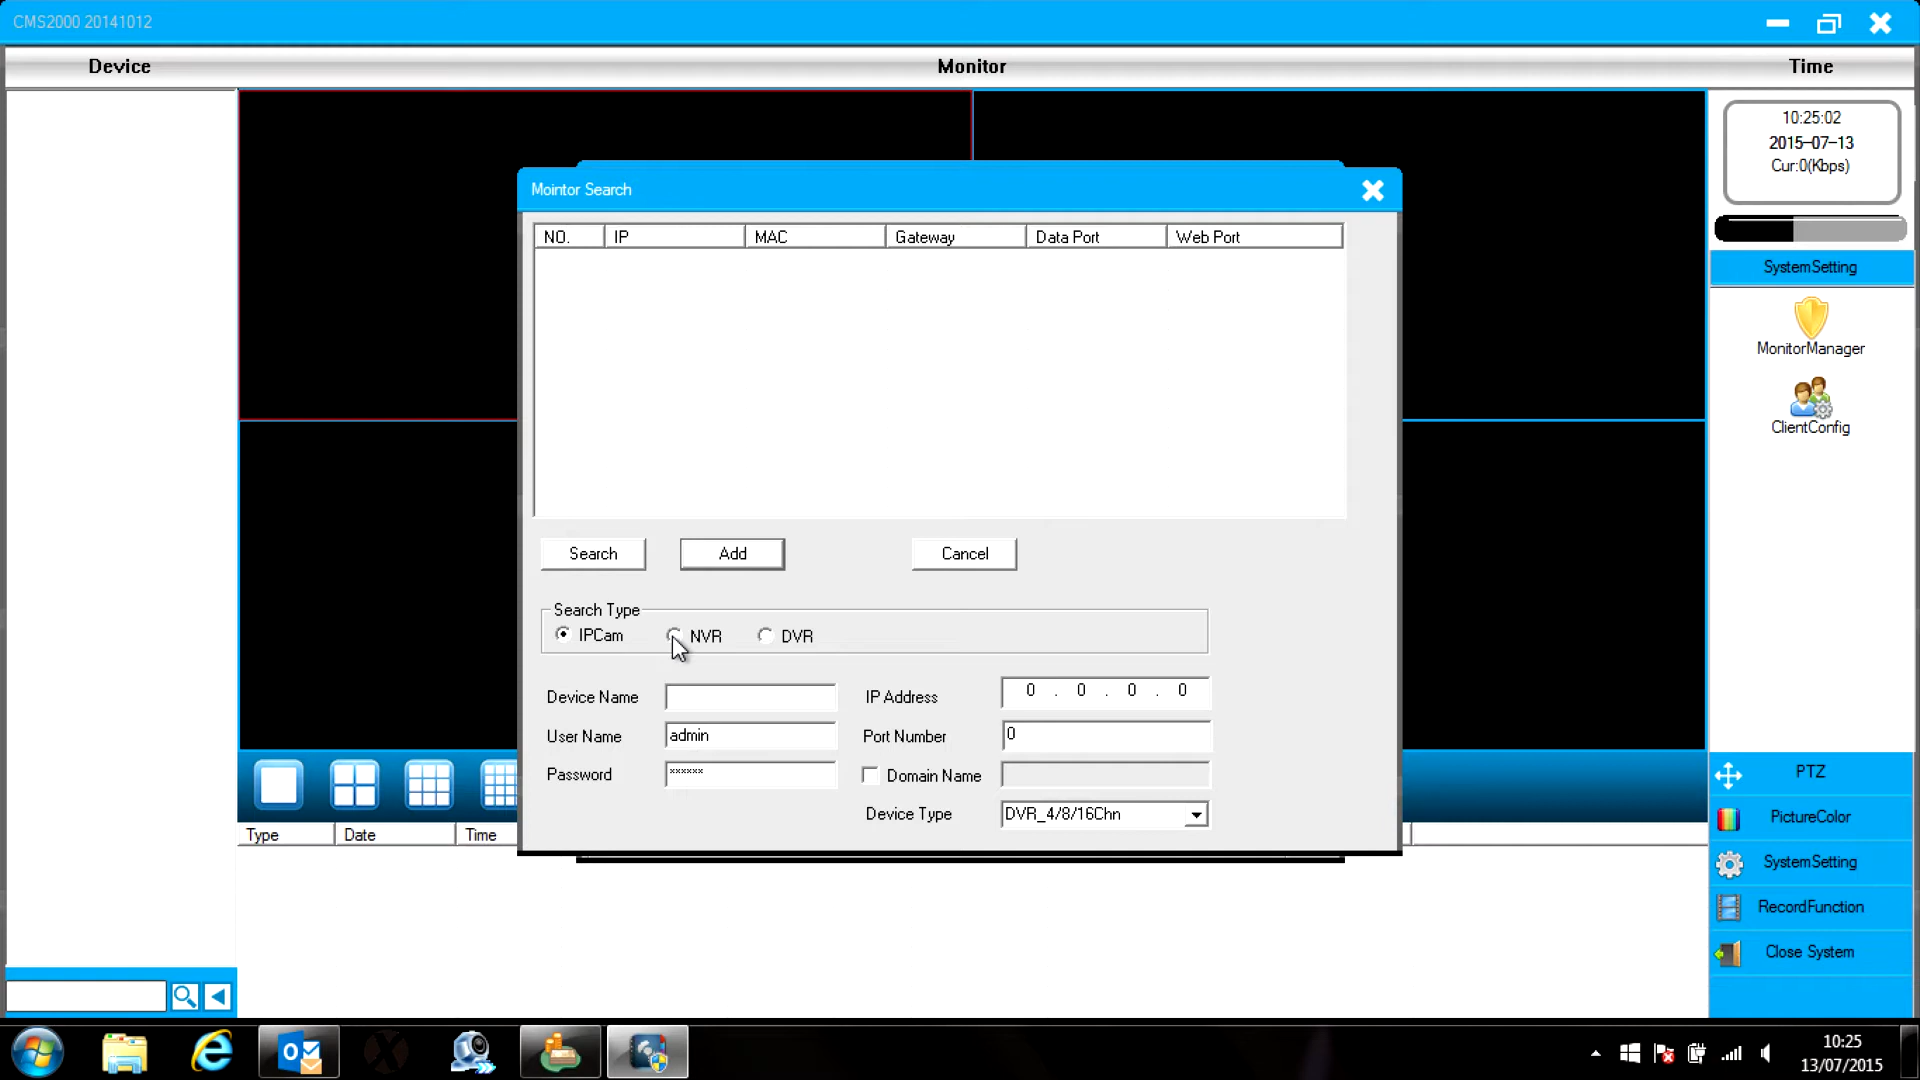 CMS2000 20141012
Device
Monitor
Time
10:25:02
2015-07-13
Cur:0(Kbps)
SystemSetting
MonitorManager
ClientConfig
Mointor Search
NO. IP MAC Gateway Data Port Web Port
Search Add Cancel
Search Type
IPCam NVR DVR
Device Name
IP Address 0 . 0 . 0 . 0
User Name admin
Port Number 0
Password ******
Domain Name
Device Type DVR_4/8/16Chn
Type Date Time
PTZ
PictureColor
SystemSetting
RecordFunction
Close System
10:25
13/07/2015